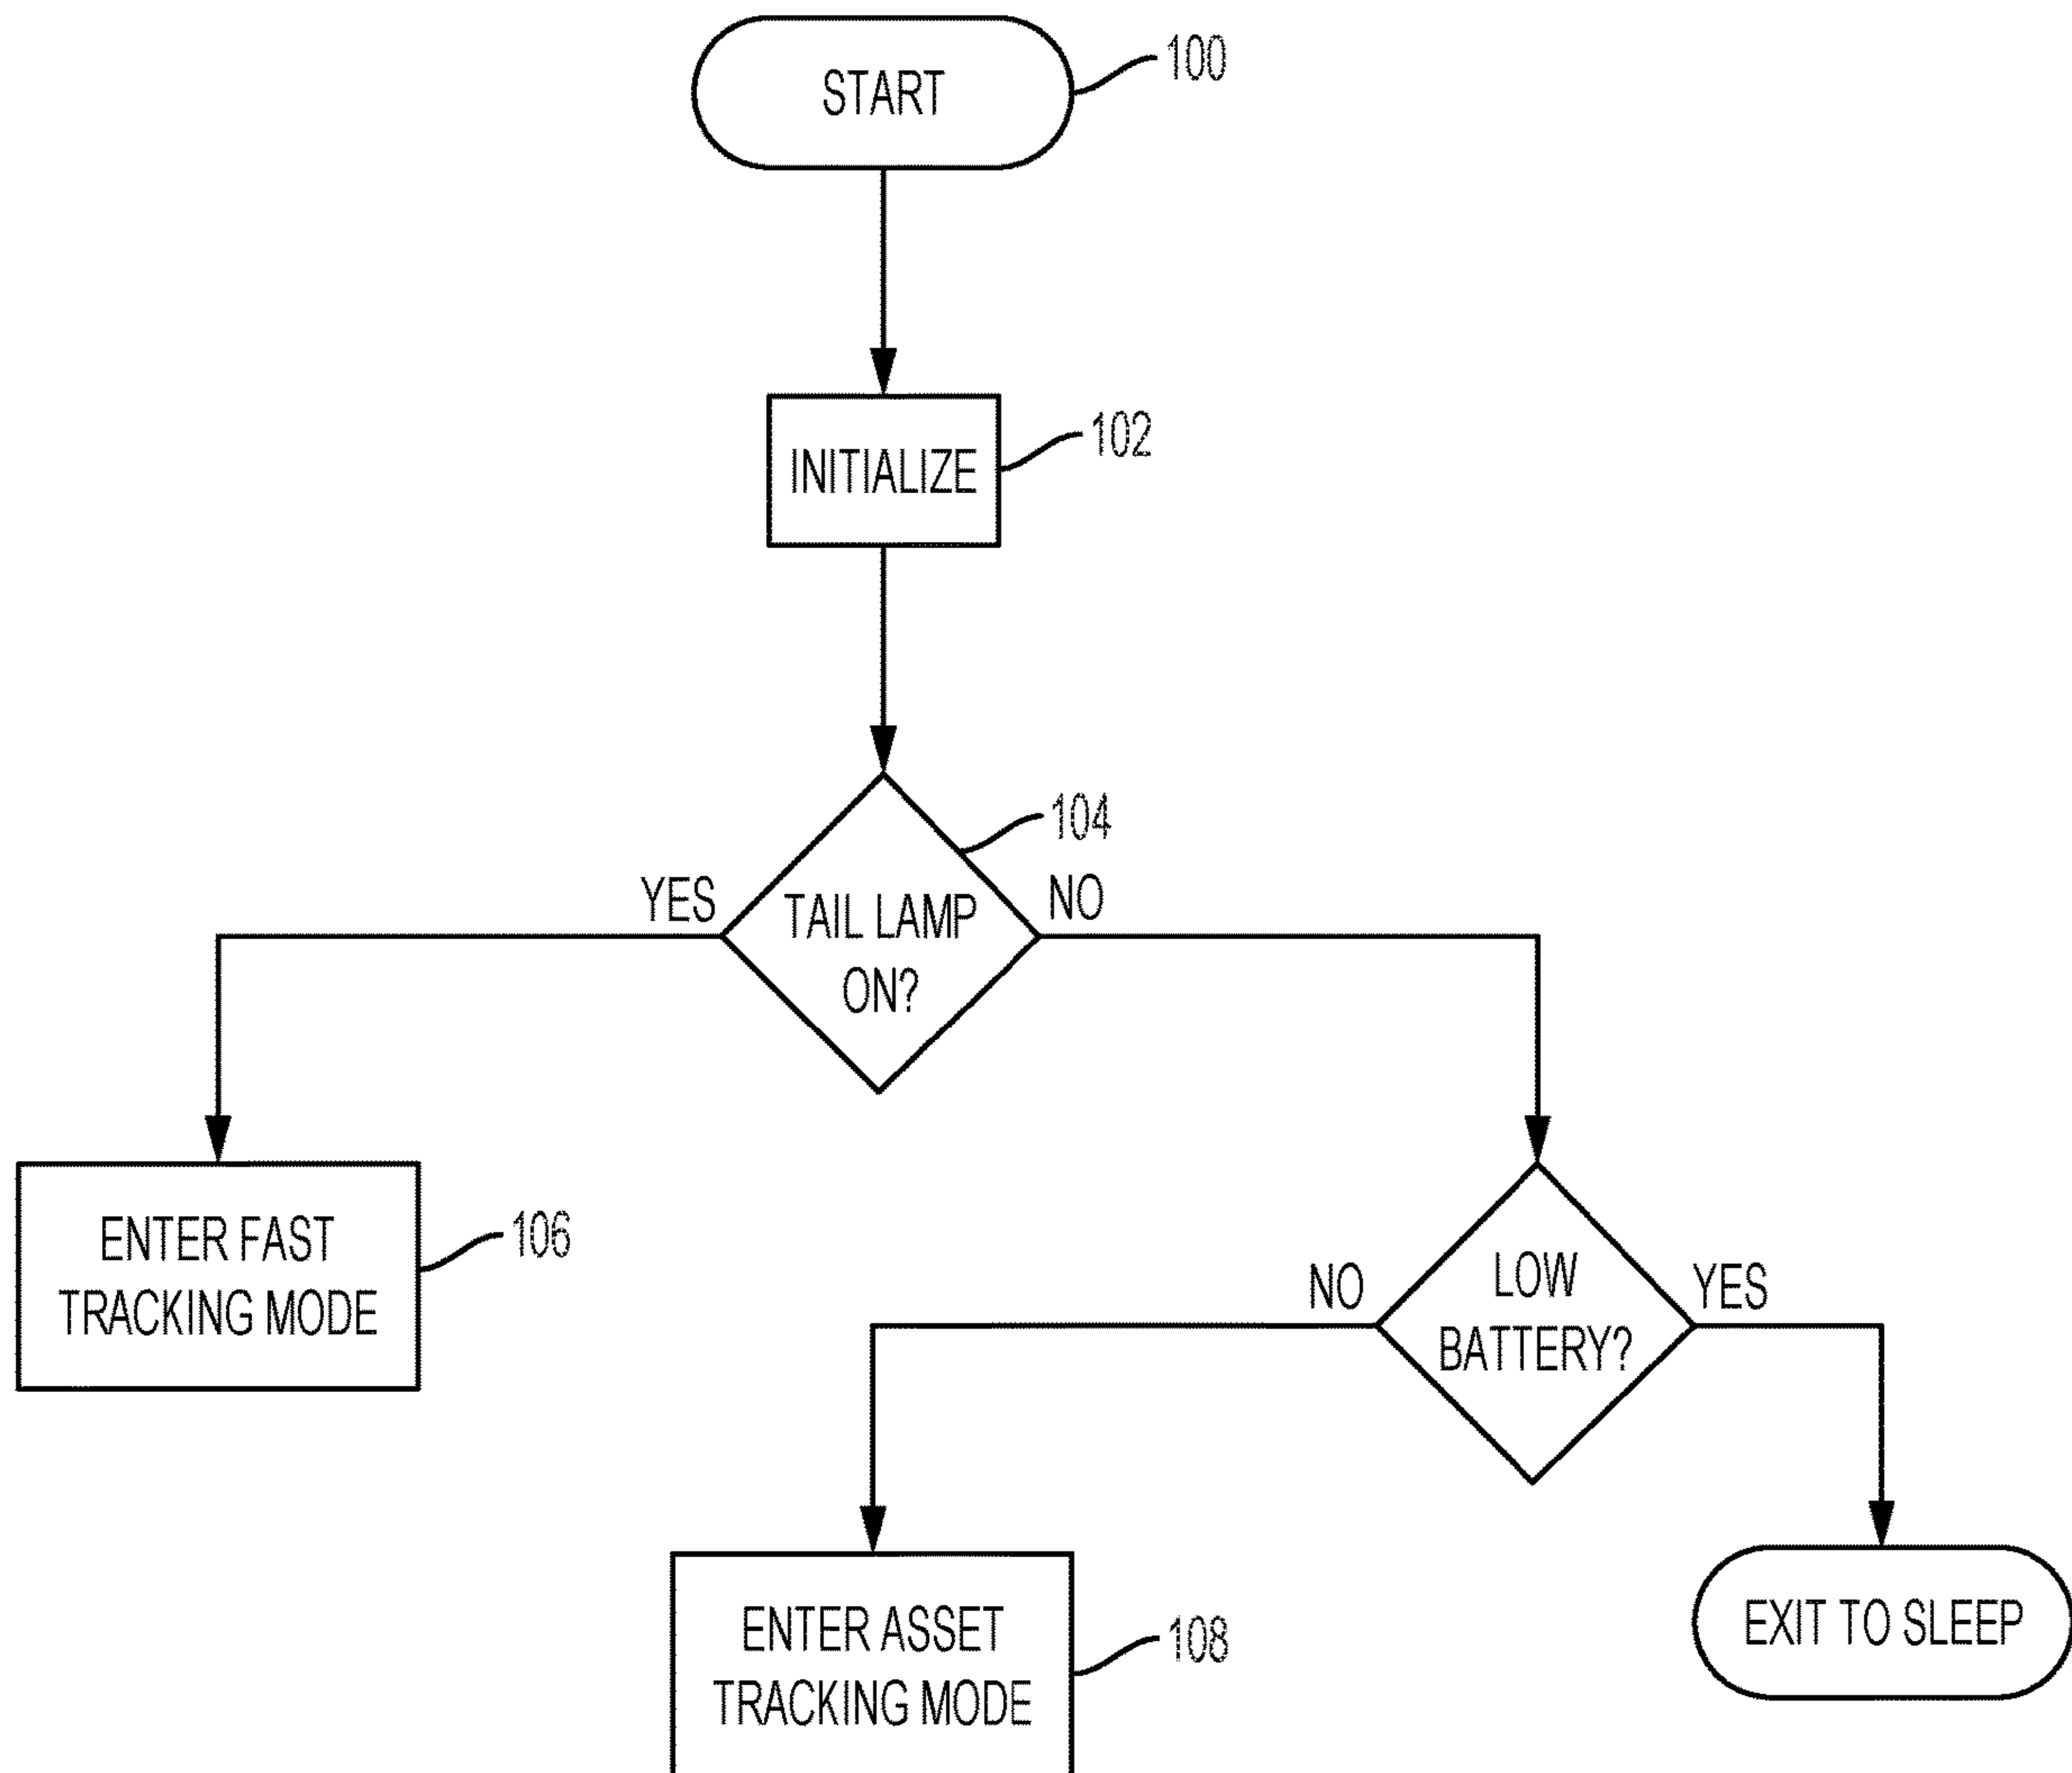 START
100
INITIALIZE
102
104
YES
TAIL LAMP
ON?
NO
ENTER FAST
TRACKING MODE
106
NO
LOW
BATTERY?
YES
ENTER ASSET
TRACKING MODE
108
EXIT TO SLEEP